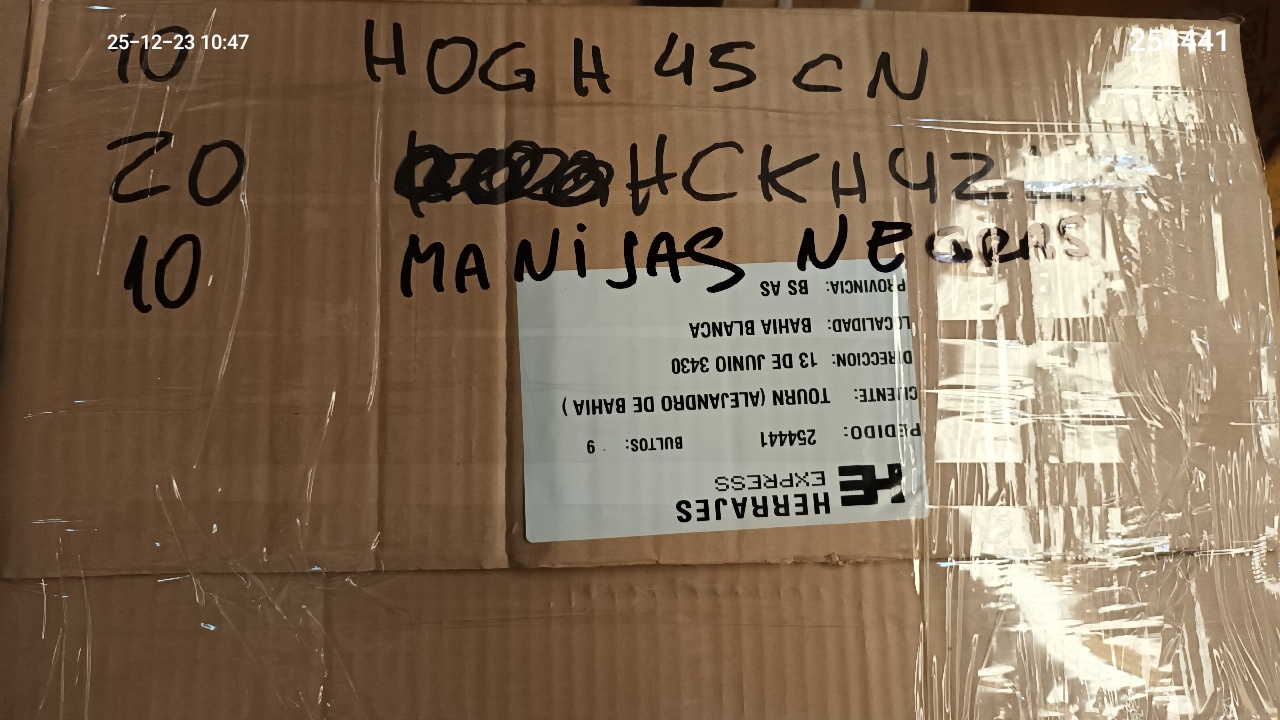 25-12-23 10:47
254441
10 HOGH 45 CN
20 HCKH42
10 MANIJAS NEGRAS
PROVINCIA: BS AS
LOCALIDAD: BAHIA BLANCA
DIRECCION: 13 DE JUNIO 3430
CLIENTE: TOURN (ALEJANDRO DE BAHIA )
PEDIDO: 254441 BULTOS: 9
HERRAJES
EXPRESS